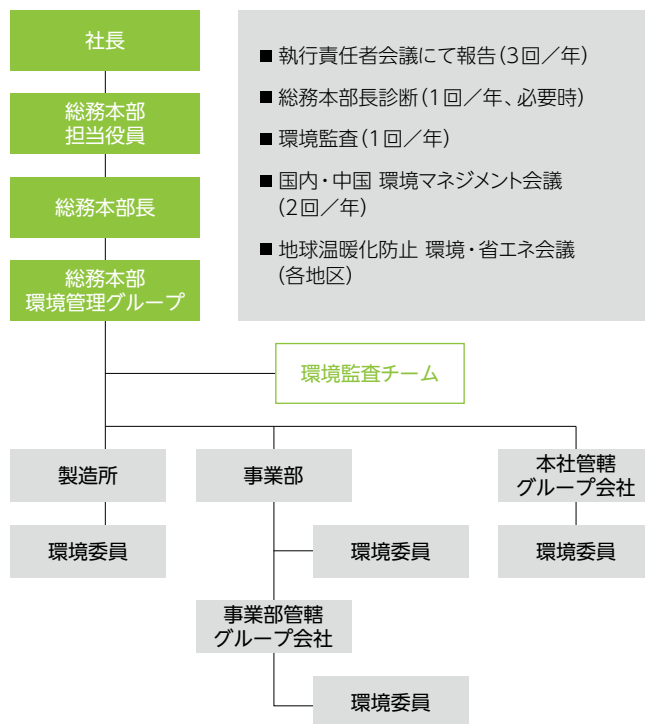 社長
総務本部
担当役員
総務本部長
総務本部
環境管理グループ
■ 執行責任者会議にて報告(3回／年)
■ 総務本部長診断(1回／年、必要時)
■ 環境監査(1回／年)
■ 国内・中国 環境マネジメント会議
(2回／年)
■ 地球温暖化防止 環境・省エネ会議
(各地区)
環境監査チーム
製造所
事業部
本社管轄
グループ会社
環境委員
環境委員
環境委員
事業部管轄
グループ会社
環境委員